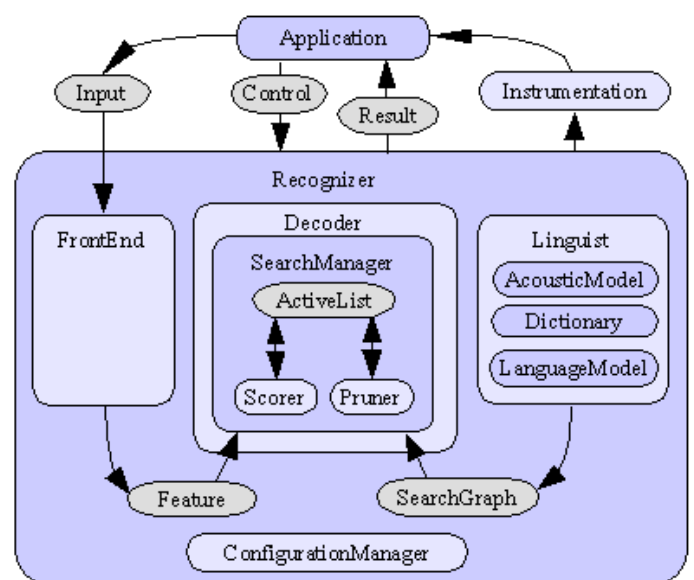 Application
Input
Control
Result
Instrumentation
Recognizer
FrontEnd
Decoder
Linguist
SearchManager
AcousticModel
ActiveList
Dictionary
LanguageModel
Scorer
Pruner
Feature
SearchGraph
ConfigurationManager